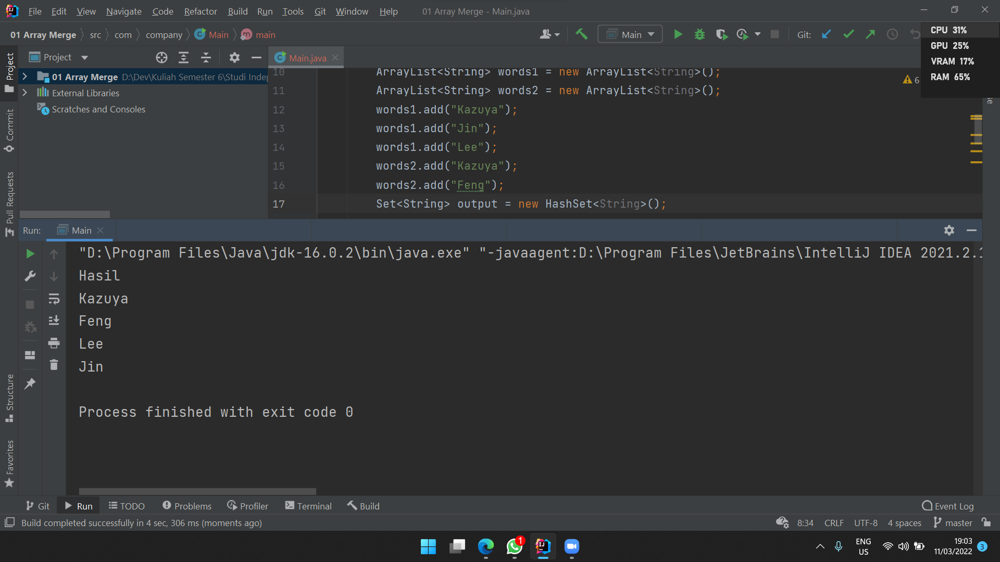 File Edit View Navigate Code Refactor Build Run Tools Git Window Help 01 Array Merge - Main.java
01 Array Merge src com company Main main
Main Git:
CPU 31%
GPU 25%
VRAM 17%
RAM 65%
Project
Main.java
Project
Commit
Pull Requests
Structure
Favorites
01 Array Merge D:\Dev\Kuliah Semester 6\Studi Indep
External Libraries
Scratches and Consoles
6
10 ArrayList<String> words1 = new ArrayList<String>();
11 ArrayList<String> words2 = new ArrayList<String>();
12 words1.add("Kazuya");
13 words1.add("Jin");
14 words1.add("Lee");
15 words2.add("Kazuya");
16 words2.add("Feng");
17 Set<String> output = new HashSet<String>();
Run: Main
"D:\Program Files\Java\jdk-16.0.2\bin\java.exe" "-javaagent:D:\Program Files\JetBrains\IntelliJ IDEA 2021.2.1
Hasil
Kazuya
Feng
Lee
Jin
Process finished with exit code 0
Git Run TODO Problems Profiler Terminal Build Event Log
Build completed successfully in 4 sec, 306 ms (moments ago) 8:34 CRLF UTF-8 4 spaces master
1
ENG
US
19:03
11/03/2022
3